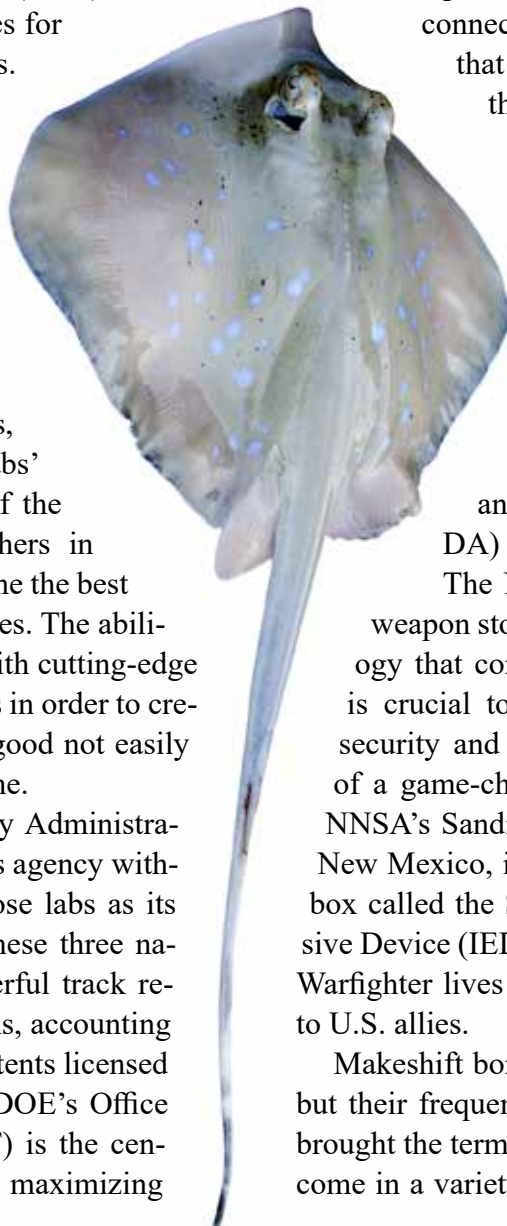 es for
s.
s,
abs’
f the
hers in
ne the best
es. The abili-
ith cutting-edge
s in order to cre-
good not easily
ne.
y Administra-
s agency with-
ose labs as its
hese three na-
erful track re-
s, accounting
tents licensed
DOE’s Office
) is the cen-
maximizing
connec
that
th
an
DA)
The
weapon sto
ogy that con
is crucial to
security and
of a game-ch
NNSA’s Sand
New Mexico, i
box called the
sive Device (IED
Warfighter lives
to U.S. allies.
Makeshift bo
but their frequen
brought the term
come in a variet